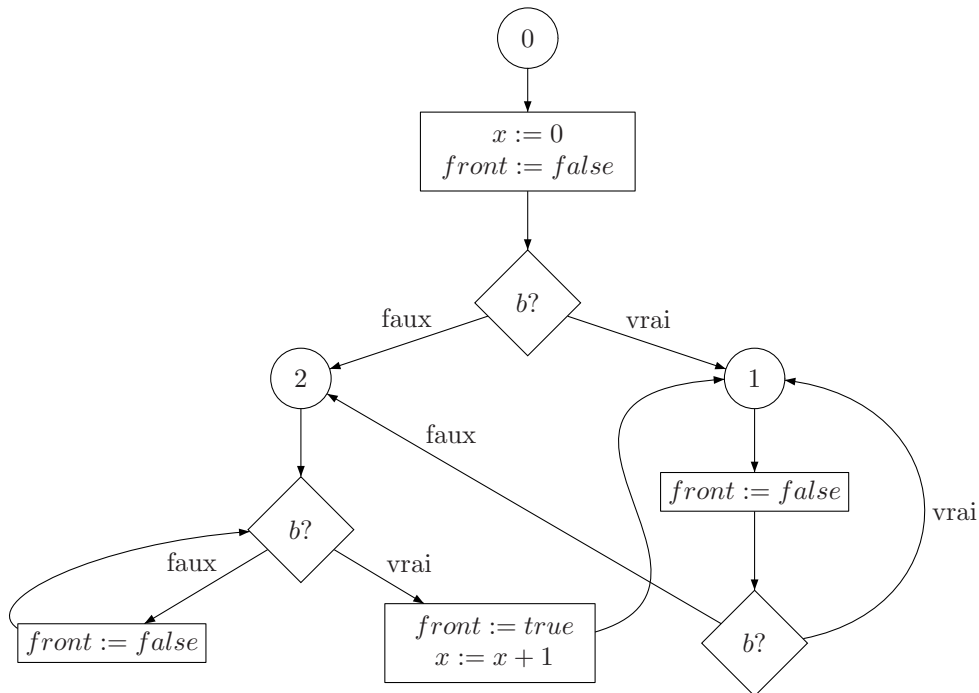 0
x := 0
front := false
b?
faux
vrai
2
1
faux
front := false
vrai
b?
faux
vrai
front := false
front := true
x := x + 1
b?